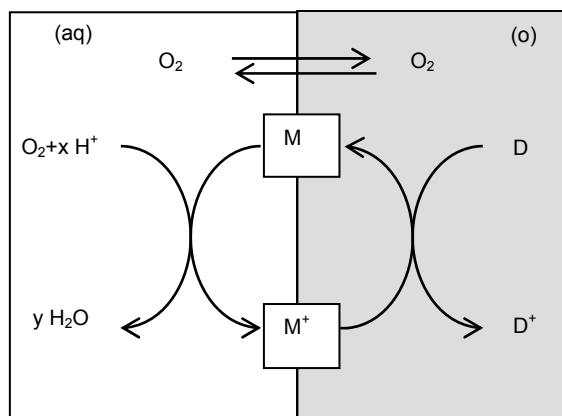 (aq) (o)
O₂ O₂
O₂+x H⁺ M D
y H₂O M⁺ D⁺